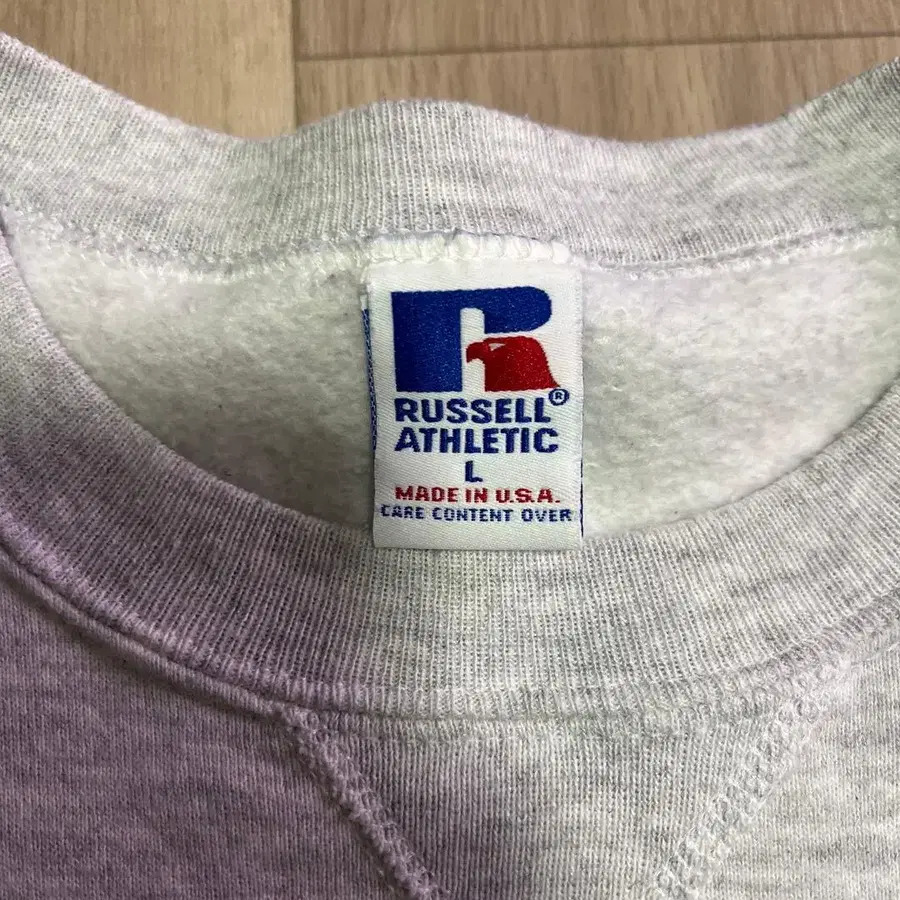 R
RUSSELL®
ATHLETIC
L
MADE IN U.S.A.
CARE CONTENT OVER